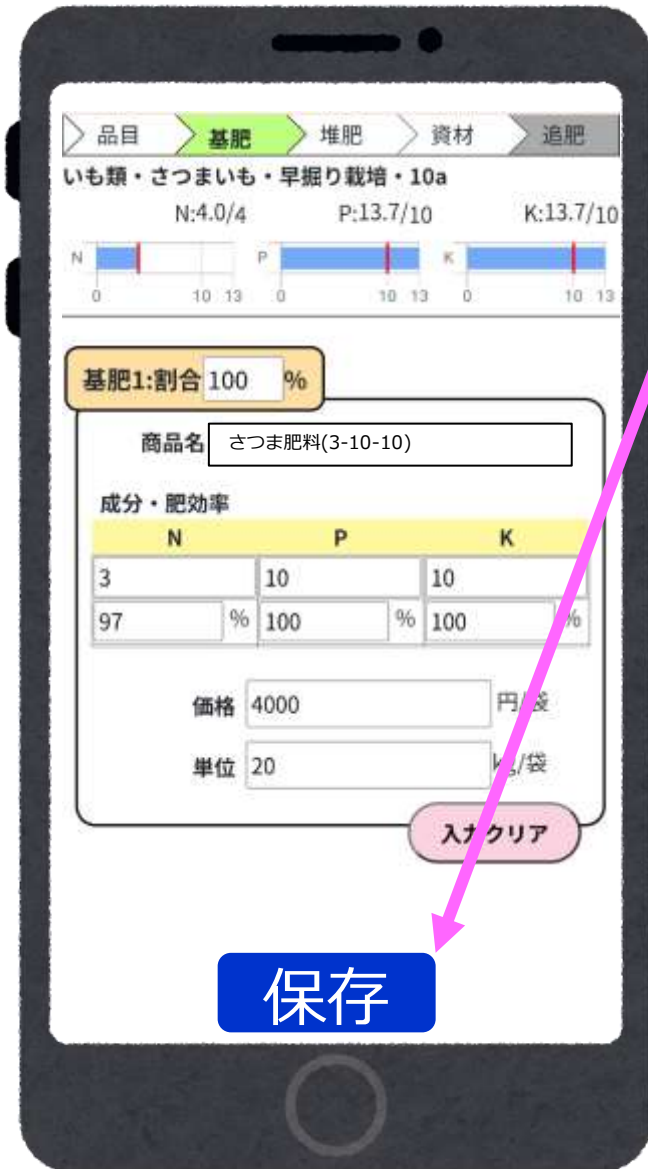 品目 基肥 堆肥 資材 追肥
いも類・さつまいも・早掘り栽培・10a
N:4.0/4 P:13.7/10 K:13.7/10
N P K
0 10 13 0 10 13 0 10 13
基肥1:割合 100 %
商品名 さつま肥料(3-10-10)
成分・肥効率
N P K
3 10 10
97 % 100 % 100 %
価格 4000 円/袋
単位 20 kg/袋
入力クリア
保存